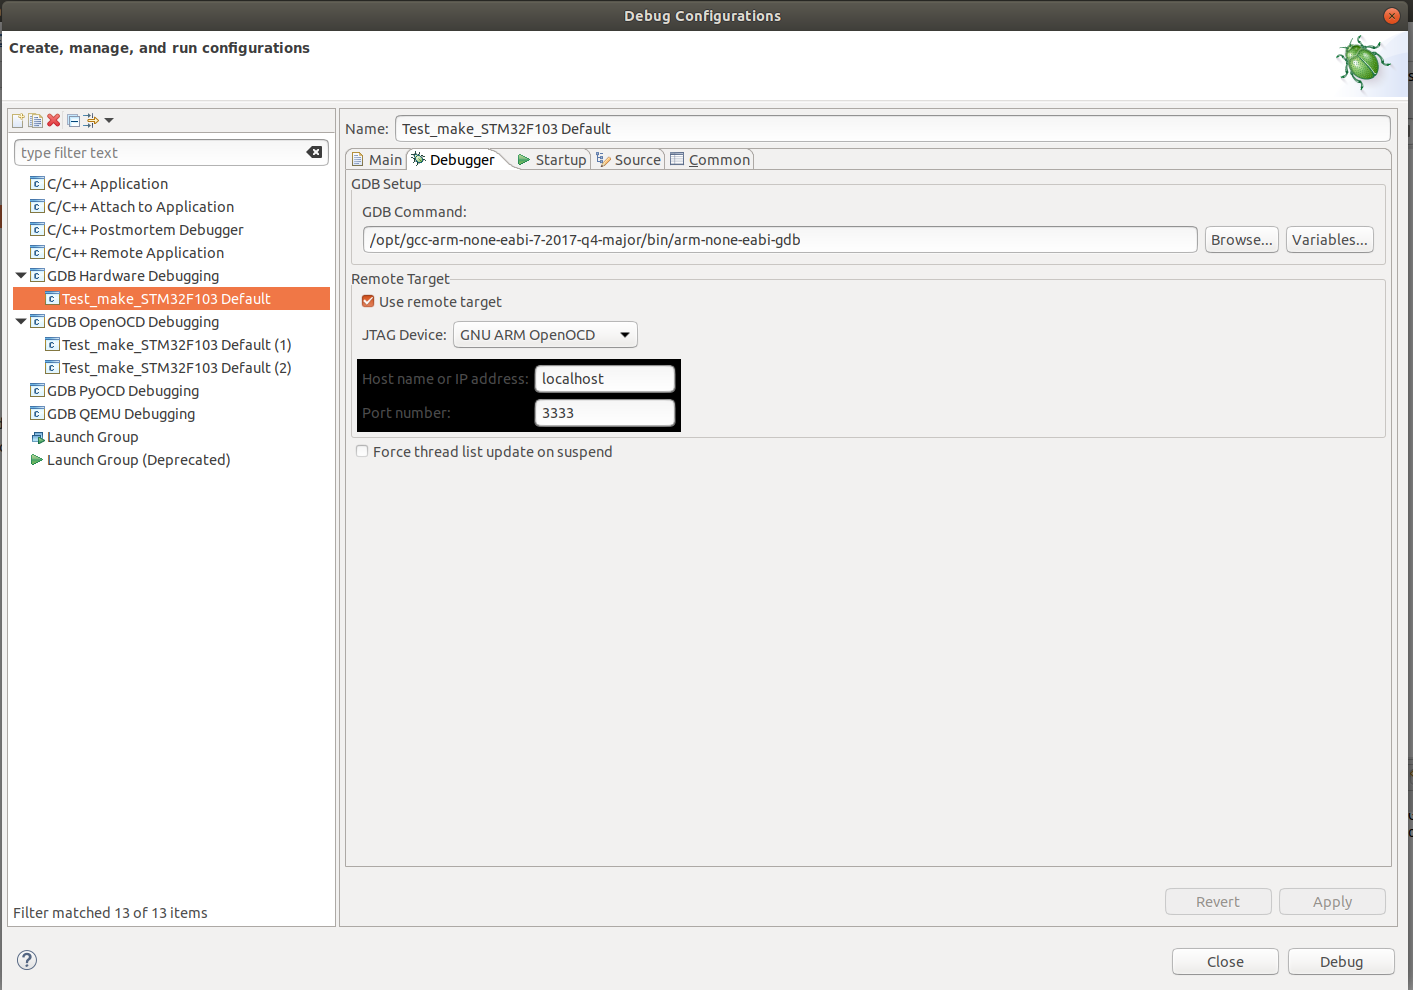 Debug Configurations
Create, manage, and run configurations
type filter text
C/C++ Application
C/C++ Attach to Application
C/C++ Postmortem Debugger
C/C++ Remote Application
GDB Hardware Debugging
Test_make_STM32F103 Default
GDB OpenOCD Debugging
Test_make_STM32F103 Default (1)
Test_make_STM32F103 Default (2)
GDB PyOCD Debugging
GDB QEMU Debugging
Launch Group
Launch Group (Deprecated)
Filter matched 13 of 13 items
Name: Test_make_STM32F103 Default
Main Debugger Startup Source Common
GDB Setup
GDB Command:
/opt/gcc-arm-none-eabi-7-2017-q4-major/bin/arm-none-eabi-gdb Browse... Variables...
Remote Target
Use remote target
JTAG Device: GNU ARM OpenOCD
Host name or IP address: localhost
Port number: 3333
Force thread list update on suspend
Revert Apply
? Close Debug